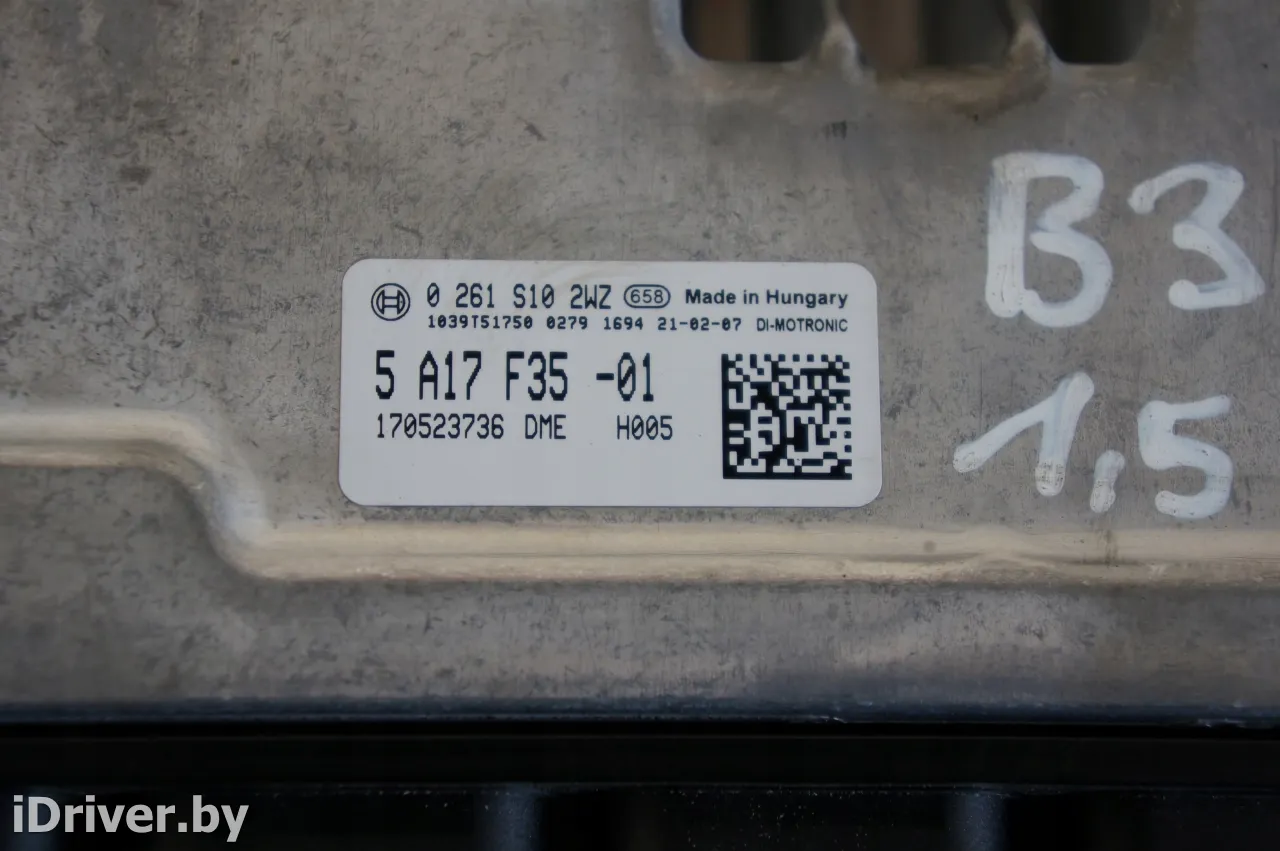 0 261 S10 2WZ 658 Made in Hungary
1039TS1750 0279 1694 21-02-07 DI-MOTRONIC
5 A17 F35 -01
170523736 DME H005
B3
1,5
iDriver.by